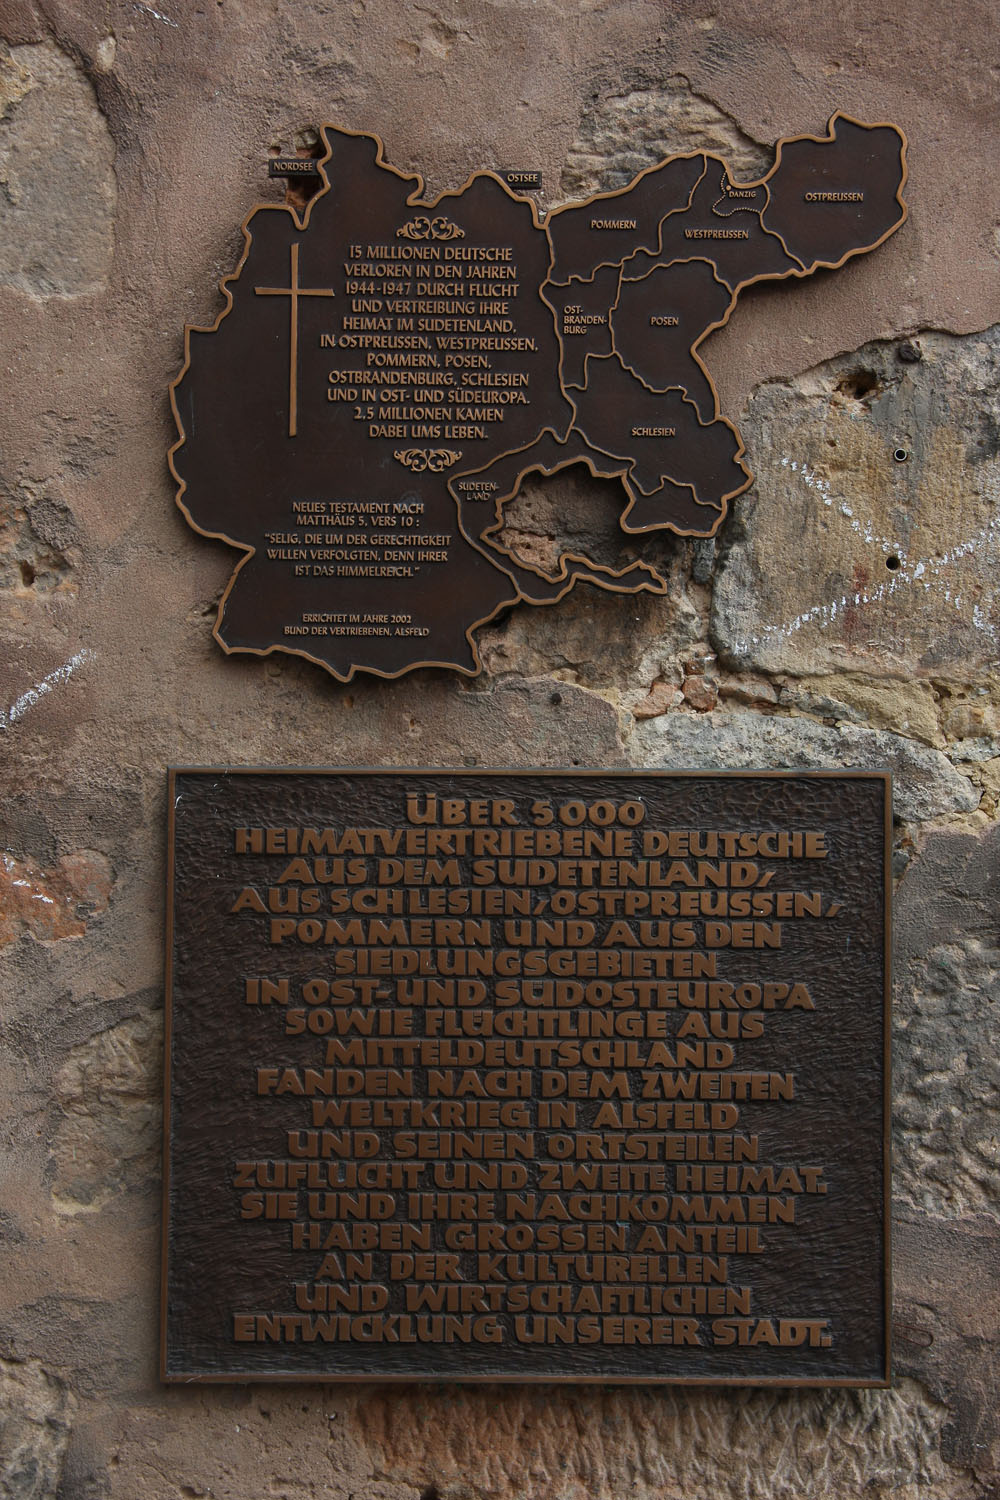 NORDSEE
OSTSEE
DANZIG
OSTPREUSSEN
POMMERN
WESTPREUSSEN
OST-
BRANDEN-
BURG
POSEN
SCHLESIEN
SUDETEN-
LAND
15 MILLIONEN DEUTSCHE
VERLOREN IN DEN JAHREN
1944-1947 DURCH FLUCHT
UND VERTREIBUNG IHRE
HEIMAT IM SUDETENLAND,
IN OSTPREUSSEN, WESTPREUSSEN,
POMMERN, POSEN,
OSTBRANDENBURG, SCHLESIEN
UND IN OST- UND SÜDEUROPA.
2,5 MILLIONEN KAMEN
DABEI UMS LEBEN.
NEUES TESTAMENT NACH
MATTHÄUS 5, VERS 10 :
"SELIG, DIE UM DER GERECHTIGKEIT
WILLEN VERFOLGTEN, DENN IHRER
IST DAS HIMMELREICH."
ERRICHTET IM JAHRE 2002
BUND DER VERTRIEBENEN, ALSFELD
ÜBER 5000
HEIMATVERTRIEBENE DEUTSCHE
AUS DEM SUDETENLAND,
AUS SCHLESIEN, OSTPREUSSEN,
POMMERN UND AUS DEN
SIEDLUNGSGEBIETEN
IN OST- UND SÜDOSTEUROPA
SOWIE FLÜCHTLINGE AUS
MITTELDEUTSCHLAND
FANDEN NACH DEM ZWEITEN
WELTKRIEG IN ALSFELD
UND SEINEN ORTSTEILEN
ZUFLUCHT UND ZWEITE HEIMAT.
SIE UND IHRE NACHKOMMEN
HABEN GROSSEN ANTEIL
AN DER KULTURELLEN
UND WIRTSCHAFTLICHEN
ENTWICKLUNG UNSERER STADT.